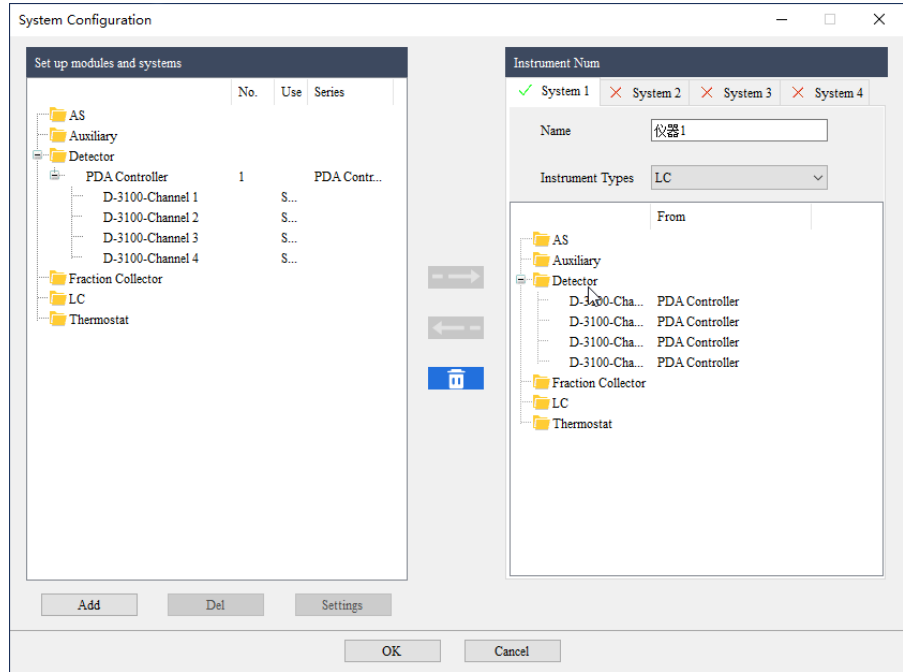 System Configuration
Set up modules and systems
No. Use Series
AS
Auxiliary
Detector
PDA Controller 1 PDA Contr...
D-3100-Channel 1 S...
D-3100-Channel 2 S...
D-3100-Channel 3 S...
D-3100-Channel 4 S...
Fraction Collector
LC
Thermostat
Add Del Settings
Instrument Num
System 1 System 2 System 3 System 4
Name 仪器1
Instrument Types LC
From
AS
Auxiliary
Detector
D-3100-Cha... PDA Controller
D-3100-Cha... PDA Controller
D-3100-Cha... PDA Controller
D-3100-Cha... PDA Controller
Fraction Collector
LC
Thermostat
OK Cancel